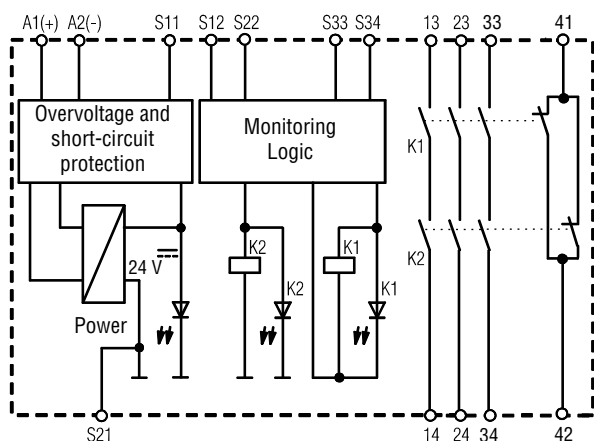 A1(+) A2(-) S11 S12 S22 S33 S34 13 23 33 41
Overvoltage and
short-circuit
protection
Monitoring
Logic
K1
K2 K1
24 V
K2 K1
K2
Power
S21 14 24 34 42